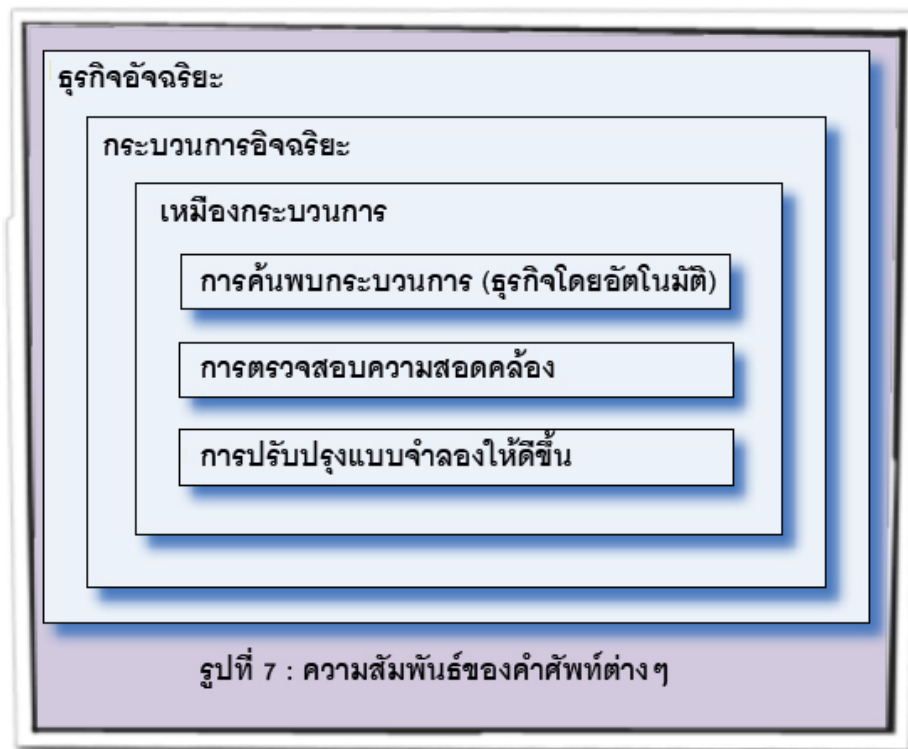 ธุรกิจอัจฉริยะ
กระบวนการอิจฉริยะ
เหมืองกระบวนการ
การค้นพบกระบวนการ (ธุรกิจโดยอัตโนมัติ)
การตรวจสอบความสอดคล้อง
การปรับปรุงแบบจำลองให้ดีขึ้น
รูปที่ 7 : ความสัมพันธ์ของคำศัพท์ต่างๆ